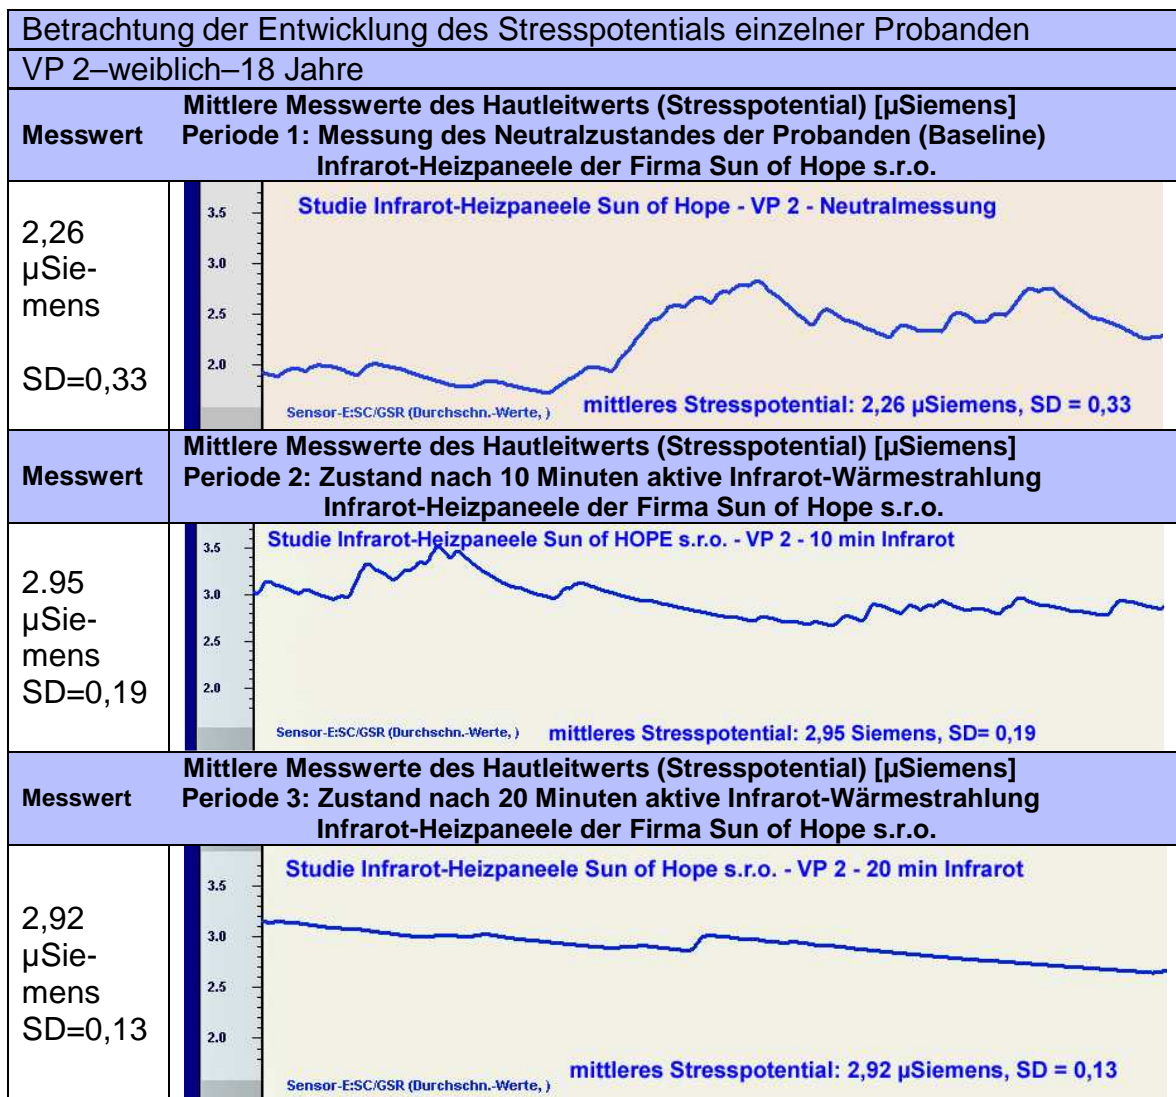 Betrachtung der Entwicklung des Stresspotentials einzelner Probanden
VP 2–weiblich–18 Jahre
Messwert
Mittlere Messwerte des Hautleitwerts (Stresspotential) [µSiemens]
Periode 1: Messung des Neutralzustandes der Probanden (Baseline)
Infrarot-Heizpaneele der Firma Sun of Hope s.r.o.
2,26
µSie-
mens
SD=0,33
Studie Infrarot-Heizpaneele Sun of Hope - VP 2 - Neutralmessung
3.5
3.0
2.5
2.0
Sensor-E:SC/GSR (Durchschn.-Werte, )
mittleres Stresspotential: 2,26 µSiemens, SD = 0,33
Messwert
Mittlere Messwerte des Hautleitwerts (Stresspotential) [µSiemens]
Periode 2: Zustand nach 10 Minuten aktive Infrarot-Wärmestrahlung
Infrarot-Heizpaneele der Firma Sun of Hope s.r.o.
2.95
µSie-
mens
SD=0,19
Studie Infrarot-Heizpaneele Sun of HOPE s.r.o. - VP 2 - 10 min Infrarot
3.5
3.0
2.5
2.0
Sensor-E:SC/GSR (Durchschn.-Werte, )
mittleres Stresspotential: 2,95 Siemens, SD= 0,19
Messwert
Mittlere Messwerte des Hautleitwerts (Stresspotential) [µSiemens]
Periode 3: Zustand nach 20 Minuten aktive Infrarot-Wärmestrahlung
Infrarot-Heizpaneele der Firma Sun of Hope s.r.o.
2,92
µSie-
mens
SD=0,13
Studie Infrarot-Heizpaneele Sun of Hope s.r.o. - VP 2 - 20 min Infrarot
3.5
3.0
2.5
2.0
Sensor-E:SC/GSR (Durchschn.-Werte, )
mittleres Stresspotential: 2,92 µSiemens, SD = 0,13